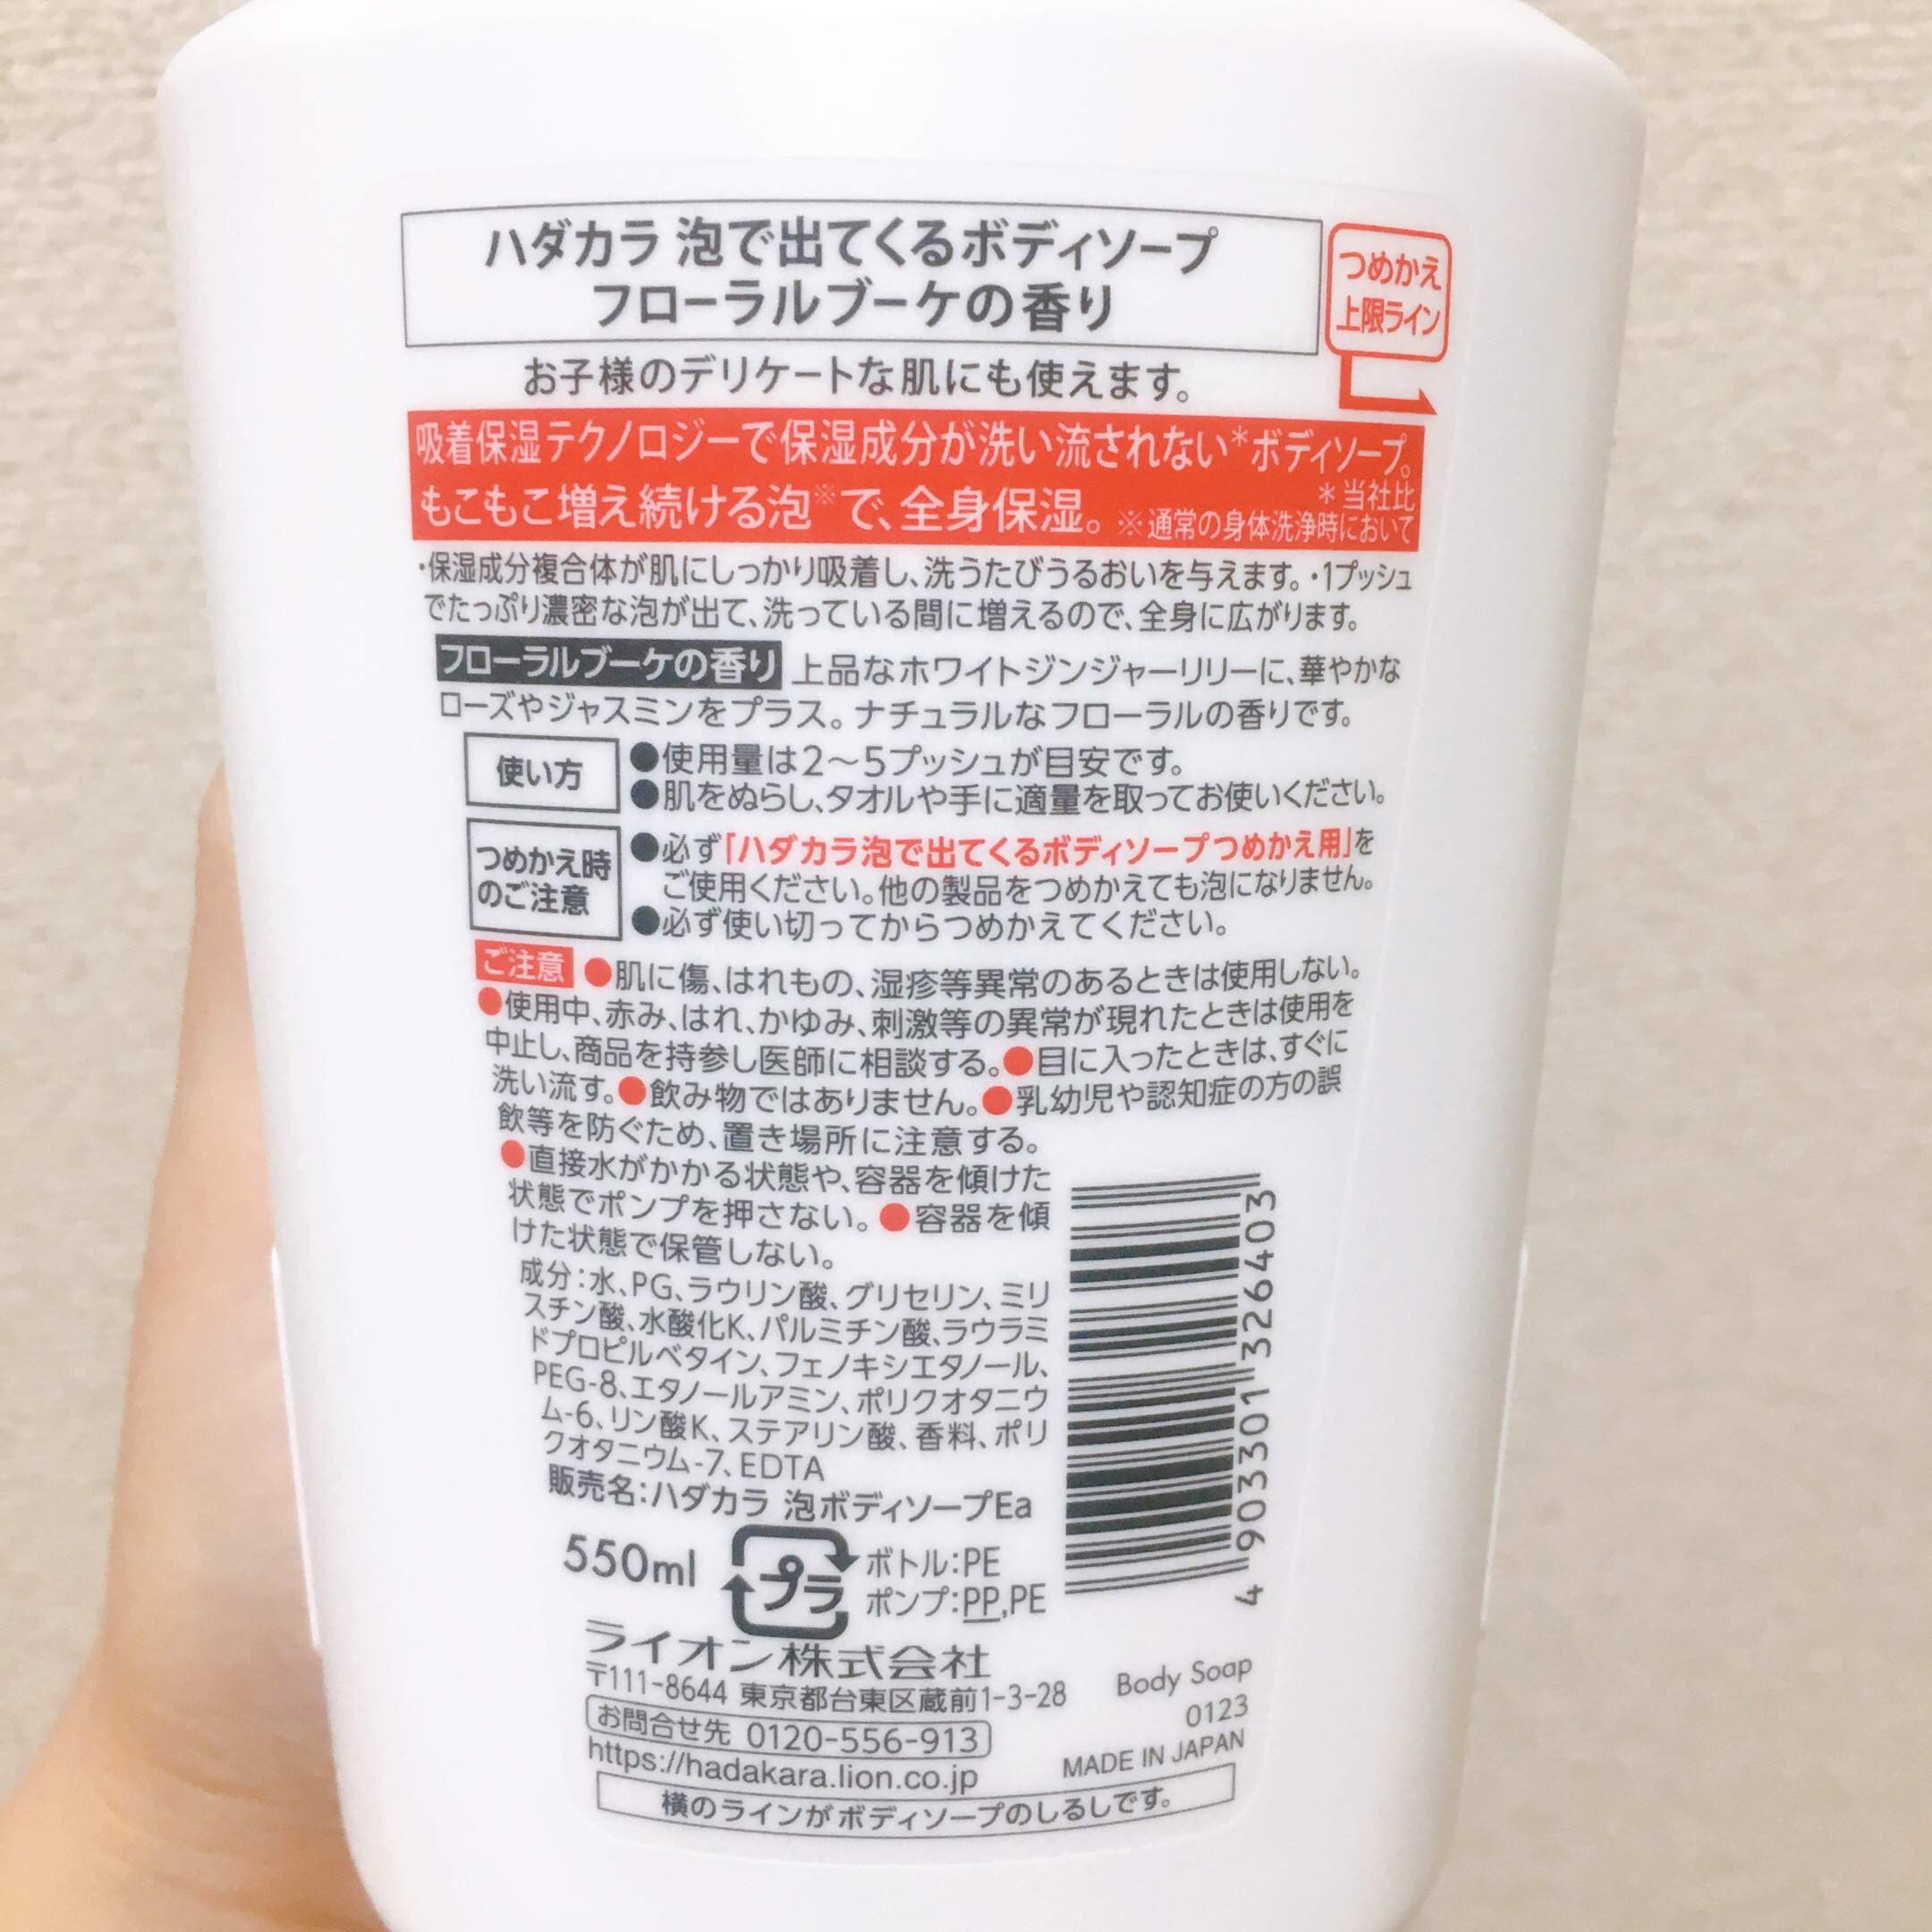 ハダカラ 泡で出てくるボディソープ
フローラルブーケの香り
つめかえ
上限ライン
お子様のデリケートな肌にも使えます。
吸着保湿テクノロジーで保湿成分が洗い流されない*ボディソープ。
もこもこ増え続ける泡※で、全身保湿。
*当社比
※通常の身体洗浄時において
・保湿成分複合体が肌にしっかり吸着し、洗うたびうるおいを与えます。・1プッシュ
でたっぷり濃密な泡が出て、洗っている間に増えるので、全身に広がります。
フローラルブーケの香り 上品なホワイトジンジャーリリーに、華やかな
ローズやジャスミンをプラス。ナチュラルなフローラルの香りです。
使い方
●使用量は2〜5プッシュが目安です。
●肌をぬらし、タオルや手に適量を取ってお使いください。
つめかえ時
のご注意
●必ず「ハダカラ泡で出てくるボディソープつめかえ用」を
ご使用ください。他の製品をつめかえても泡になりません。
●必ず使い切ってからつめかえてください。
ご注意 ●肌に傷、はれもの、湿疹等異常のあるときは使用しない。
●使用中、赤み、はれ、かゆみ、刺激等の異常が現れたときは使用を
中止し、商品を持参し医師に相談する。●目に入ったときは、すぐに
洗い流す。●飲み物ではありません。●乳幼児や認知症の方の誤
飲等を防ぐため、置き場所に注意する。
●直接水がかかる状態や、容器を傾けた
状態でポンプを押さない。●容器を傾
けた状態で保管しない。
成分：水、PG、ラウリン酸、グリセリン、ミリ
スチン酸、水酸化K、パルミチン酸、ラウラミ
ドプロピルベタイン、フェノキシエタノール、
PEG-8、エタノールアミン、ポリクオタニウ
ム-6、リン酸K、ステアリン酸、香料、ポリ
クオタニウム-7、EDTA
販売名：ハダカラ 泡ボディソープEa
4 903301 326403
550ml
プラ
ボトル：PE
ポンプ：PP,PE
ライオン株式会社
〒111-8644 東京都台東区蔵前1-3-28
お問合せ先 0120-556-913
https://hadakara.lion.co.jp
Body Soap
0123
MADE IN JAPAN
横のラインがボディソープのしるしです。